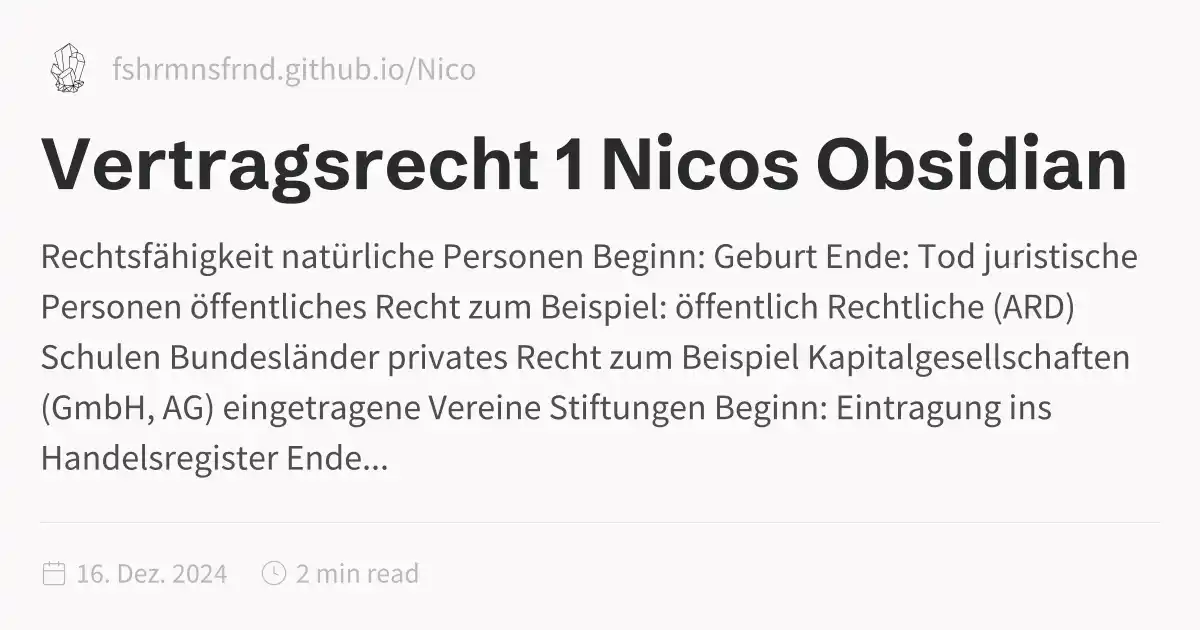 fshrmnsfrnd.github.io/Nico
Vertragsrecht 1 Nicos Obsidian
Rechtsfähigkeit natürliche Personen Beginn: Geburt Ende: Tod juristische
Personen öffentliches Recht zum Beispiel: öffentlich Rechtliche (ARD)
Schulen Bundesländer privates Recht zum Beispiel Kapitalgesellschaften
(GmbH, AG) eingetragene Vereine Stiftungen Beginn: Eintragung ins
Handelsregister Ende...
16. Dez. 2024 2 min read